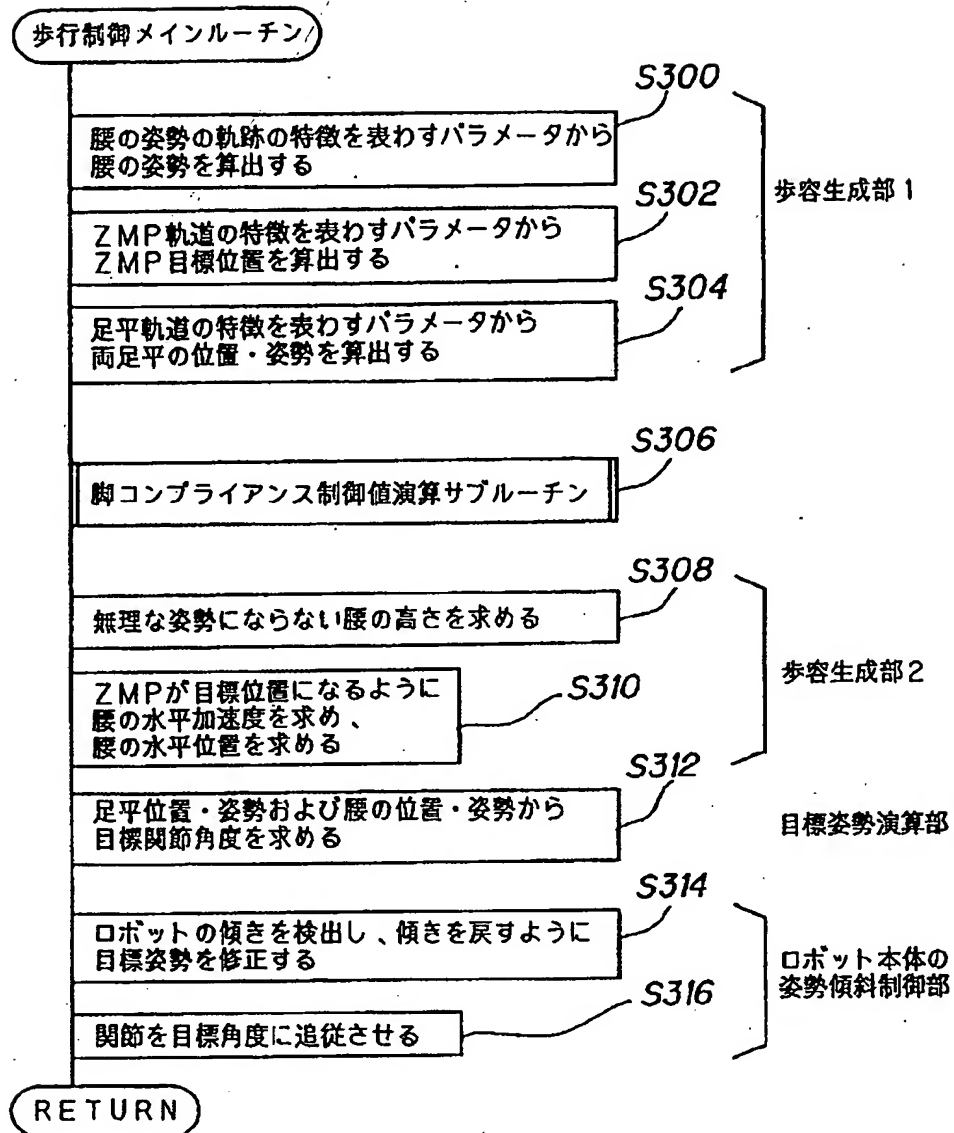 歩行制御メインルーチン
S300
腰の姿勢の軌跡の特徴を表わすパラメータから
腰の姿勢を算出する
S302
ZMP軌道の特徴を表わすパラメータから
ZMP目標位置を算出する
S304
足平軌道の特徴を表わすパラメータから
両足平の位置・姿勢を算出する
歩容生成部1
S306
脚コンプライアンス制御値演算サブルーチン
S308
無理な姿勢にならない腰の高さを求める
S310
ZMPが目標位置になるように
腰の水平加速度を求め、
腰の水平位置を求める
歩容生成部2
S312
足平位置・姿勢および腰の位置・姿勢から
目標関節角度を求める
目標姿勢演算部
S314
ロボットの傾きを検出し、傾きを戻すように
目標姿勢を修正する
S316
関節を目標角度に追従させる
ロボット本体の
姿勢傾斜制御部
RETURN